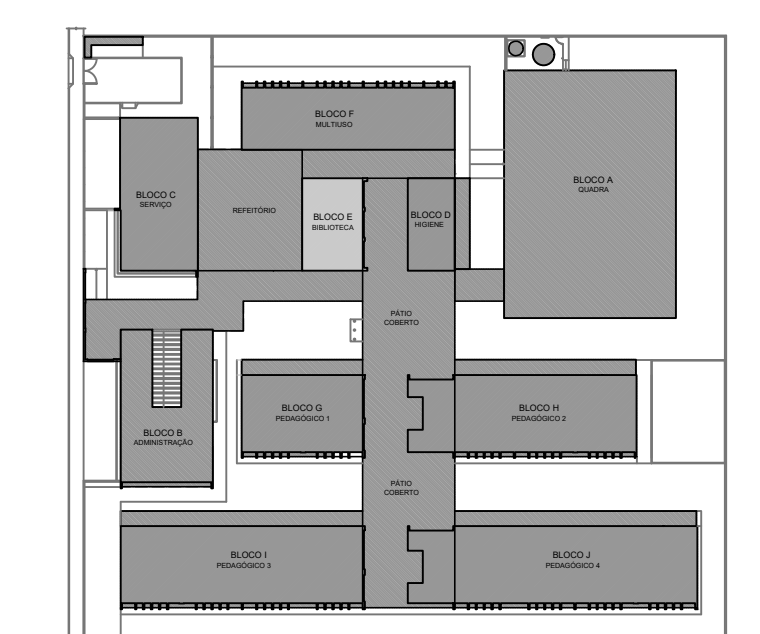 BLOCO F
MULTIUSO
BLOCO A
QUADRA
BLOCO C
SERVIÇO
REFEITÓRIO
BLOCO E
BIBLIOTECA
BLOCO D
HIGIENE
PÁTIO
COBERTO
BLOCO G
PEDAGÓGICO 1
BLOCO H
PEDAGÓGICO 2
BLOCO B
ADMINISTRAÇÃO
PÁTIO
COBERTO
BLOCO I
PEDAGÓGICO 3
BLOCO J
PEDAGÓGICO 4